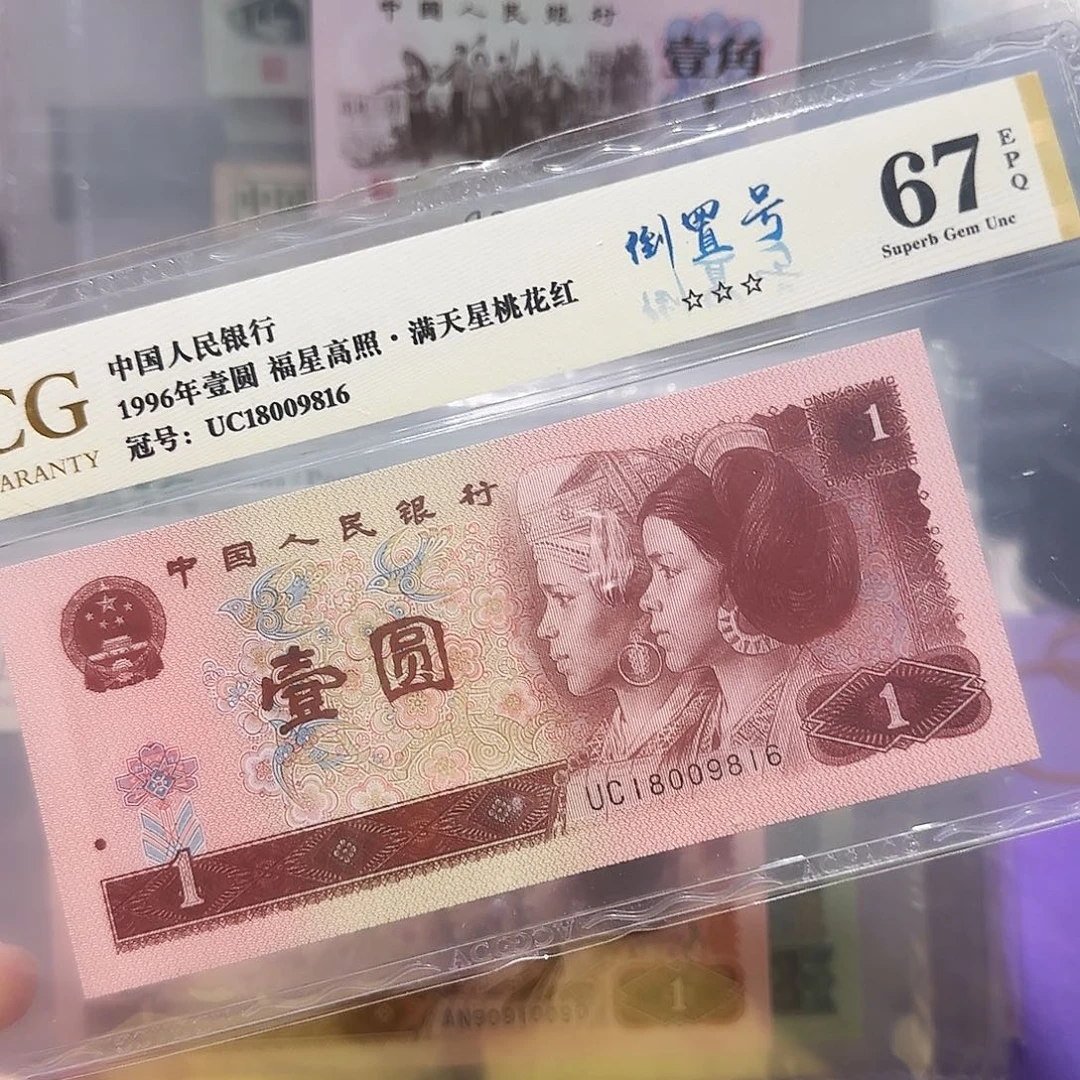 中国人民银行
壹角
CG
ARANTY
中国人民银行
1996年壹圆 福星高照·满天星桃花红
冠号：UC18009816
倒置号
☆☆☆
67
EPQ
Superb Gem Unc
中国人民银行
1
壹圆
1
UC18009816
1
1